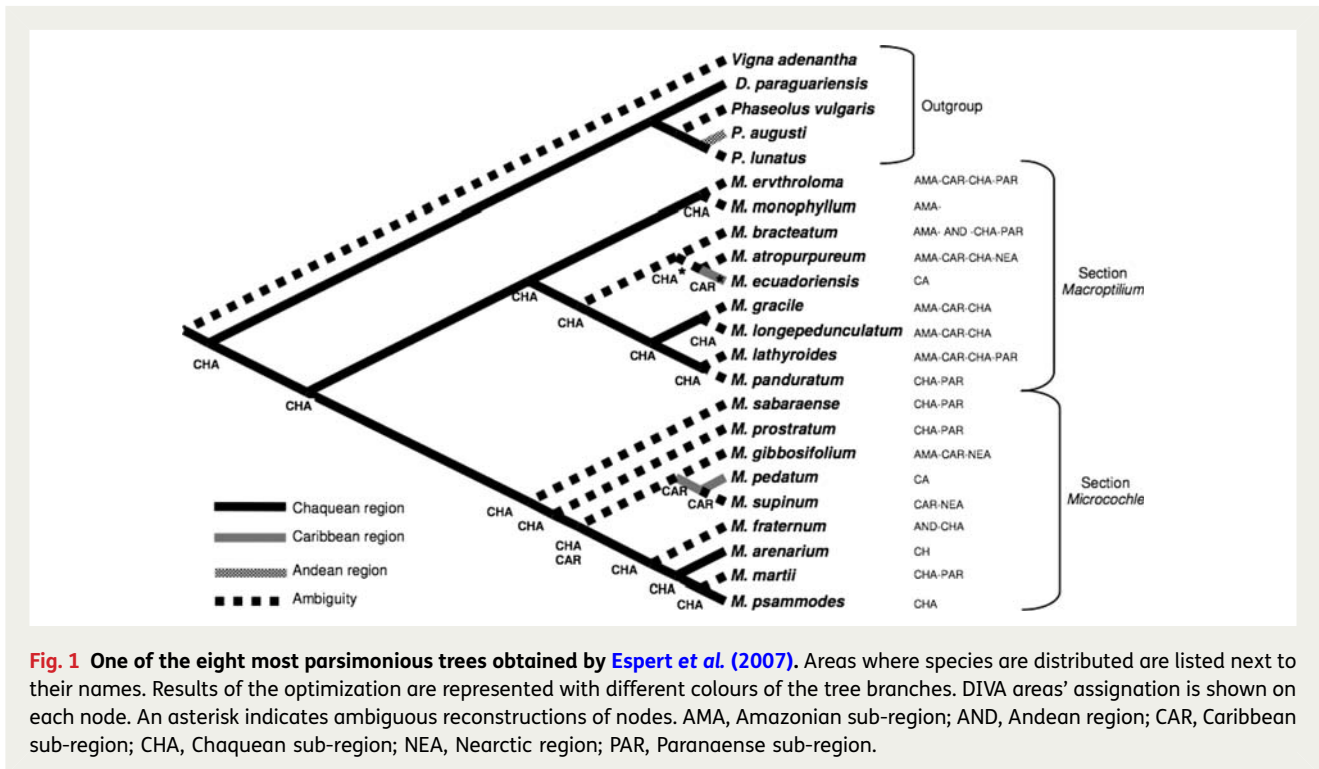 Vigna adenantha
D. paraguariensis
Phaseolus vulgaris
P. augusti
P. lunatus
Outgroup
M. ervthroloma AMA-CAR-CHA-PAR
M. monophyllum AMA-
M. bracteatum AMA- AND -CHA-PAR
M. atropurpureum AMA-CAR-CHA-NEA
M. ecuadoriensis CA
M. gracile AMA-CAR-CHA
M. longepedunculatum AMA-CAR-CHA
M. lathyroides AMA-CAR-CHA-PAR
M. panduratum CHA-PAR
Section
Macroptilium
M. sabaraense CHA-PAR
M. prostratum CHA-PAR
M. gibbosifolium AMA-CAR-NEA
M. pedatum CA
M. supinum CAR-NEA
M. fraternum AND-CHA
M. arenarium CH
M. martii CHA-PAR
M. psammodes CHA
Section
Microcochle
CHA
CHA*
CAR*
CHA
CHA
CHA
CHA
CHA
CHA
CHA
CAR
CAR
CHA
CHA
CHA
CAR
CHA
CHA
CHA
Chaquean region
Caribbean region
Andean region
Ambiguity
Fig. 1 One of the eight most parsimonious trees obtained by Espert et al. (2007). Areas where species are distributed are listed next to
their names. Results of the optimization are represented with different colours of the tree branches. DIVA areas’ assignation is shown on
each node. An asterisk indicates ambiguous reconstructions of nodes. AMA, Amazonian sub-region; AND, Andean region; CAR, Caribbean
sub-region; CHA, Chaquean sub-region; NEA, Nearctic region; PAR, Paranaense sub-region.